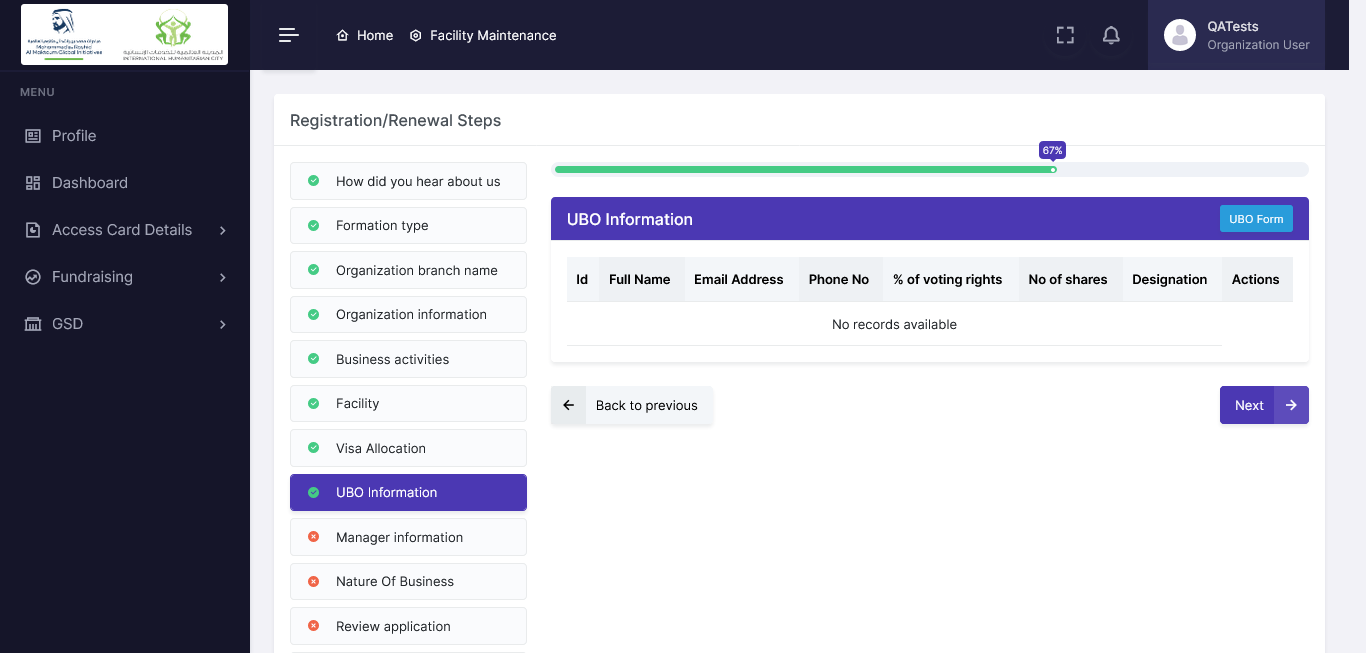 Mohammed bin Rashid
Al Maktoum Global Initiatives
INTERNATIONAL HUMANITARIAN CITY
Home
Facility Maintenance
QATests
Organization User
MENU
Profile
Dashboard
Access Card Details
Fundraising
GSD
Registration/Renewal Steps
How did you hear about us
Formation type
Organization branch name
Organization information
Business activities
Facility
Visa Allocation
UBO Information
Manager information
Nature Of Business
Review application
67%
UBO Information
UBO Form
Id Full Name Email Address Phone No % of voting rights No of shares Designation Actions
No records available
Back to previous
Next